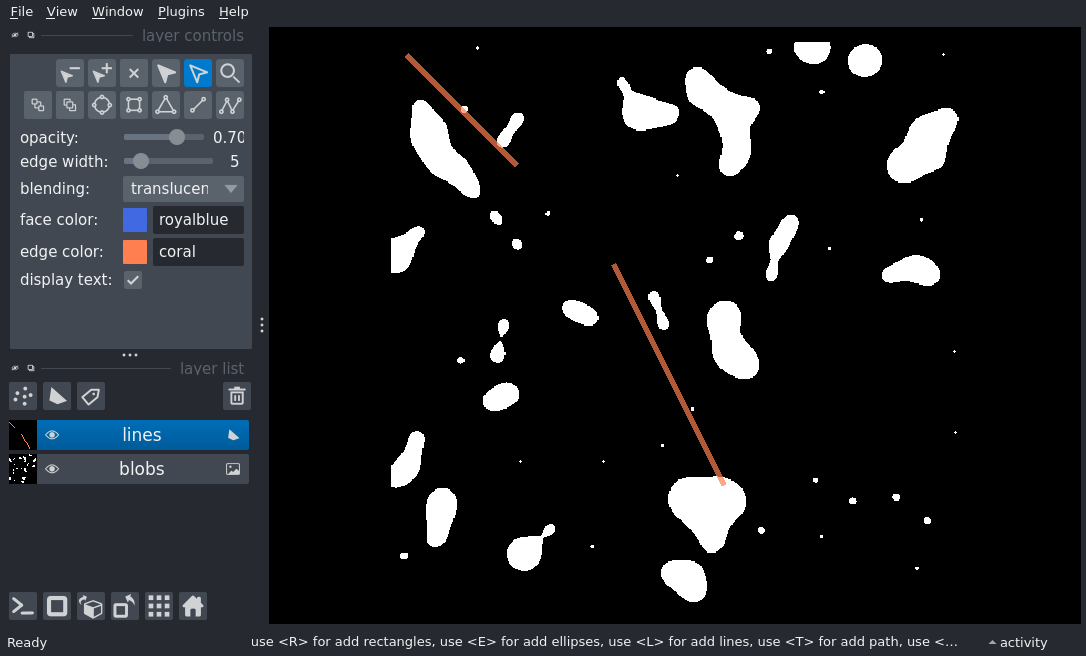 File View Window Plugins Help
layer controls
opacity: 0.70
edge width: 5
blending: translucen
face color: royalblue
edge color: coral
display text:
layer list
lines
blobs
Ready use <R> for add rectangles, use <E> for add ellipses, use <L> for add lines, use <T> for add path, use <... activity